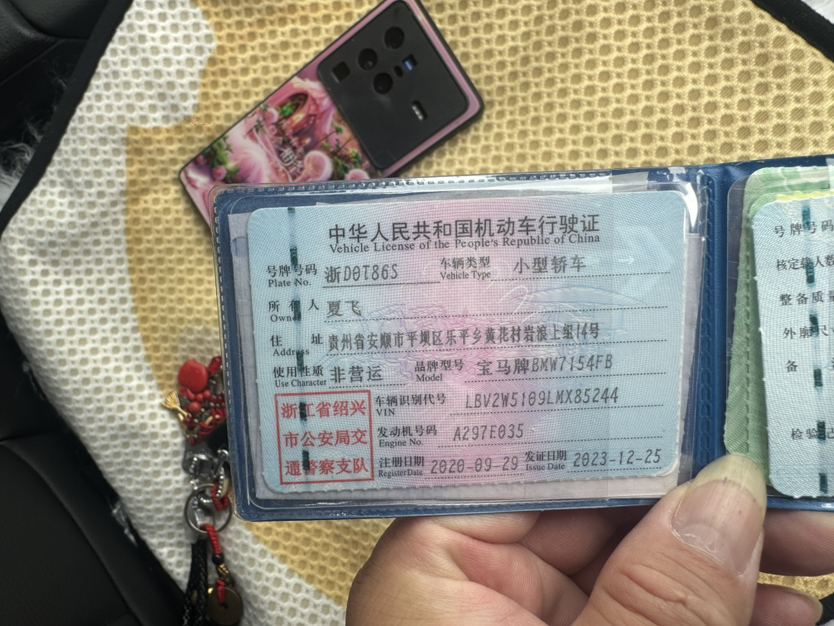 中华人民共和国机动车行驶证
Vehicle License of the People's Republic of China
号牌号码 浙D0T86S 车辆类型 小型轿车
Plate No. Vehicle Type
所有人 夏飞
Owner
住址 贵州省安顺市平坝区乐平乡黄花村岩浪上组14号
Address
使用性质 非营运 品牌型号 宝马牌BMW7154FB
Use Character Model
浙江省绍兴
市公安局交
通警察支队
车辆识别代号 LBV2W5109LMX85244
VIN
发动机号码 A297E035
Engine No.
注册日期 2020-09-29 发证日期 2023-12-25
Register Date Issue Date
号牌号码
核定载人数
整备质
外廓尺
备
检验记